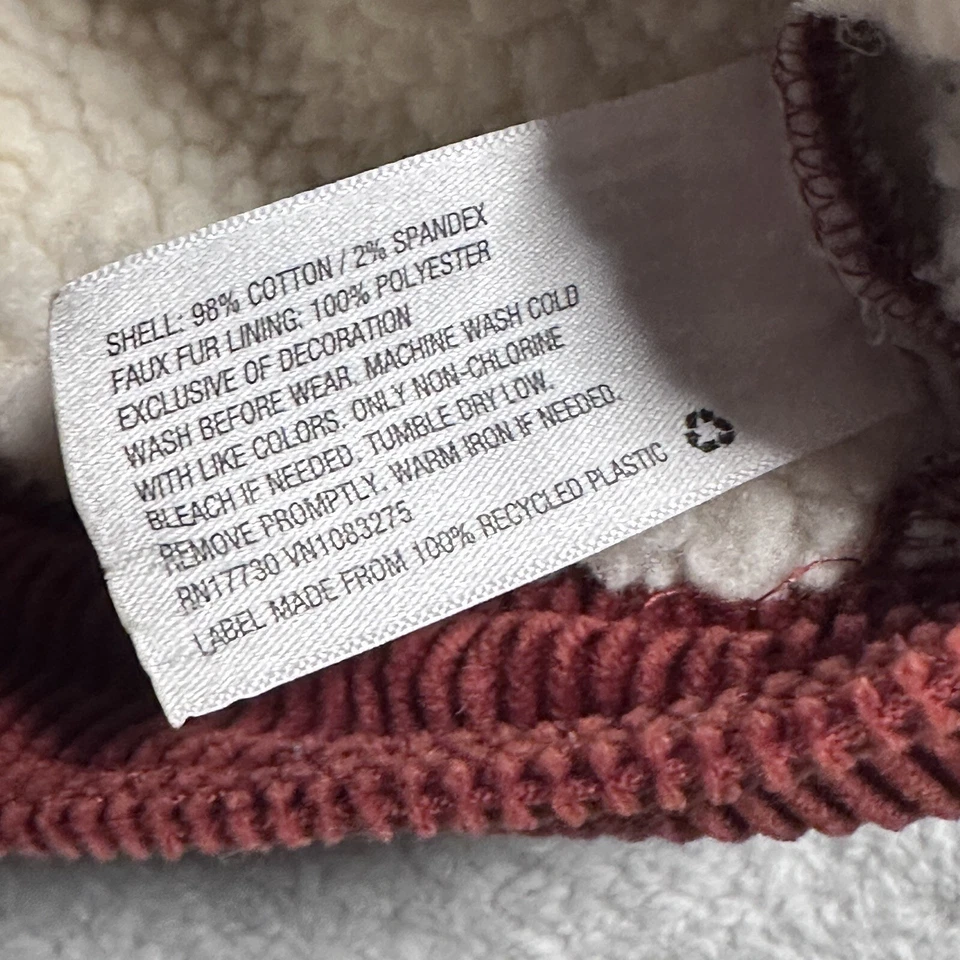 SHELL: 98% COTTON / 2% SPANDEX
FAUX FUR LINING: 100% POLYESTER
EXCLUSIVE OF DECORATION
WASH BEFORE WEAR. MACHINE WASH COLD
WITH LIKE COLORS. ONLY NON-CHLORINE
BLEACH IF NEEDED. TUMBLE DRY LOW.
REMOVE PROMPTLY. WARM IRON IF NEEDED.
RN17730 VN1083275
LABEL MADE FROM 100% RECYCLED PLASTIC